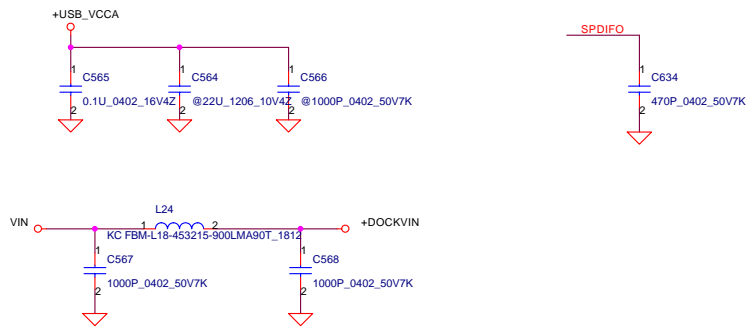 +USB_VCCA
SPDIFO
1
1
1
1
C565
C564
C566
C634
0.1U_0402_16V4Z
@22U_1206_10V4Z
@1000P_0402_50V7K
470P_0402_50V7K
2
2
2
2
L24
VIN
1
2
+DOCKVIN
KC FBM-L18-453215-900LMA90T_1812
1
1
C567
C568
1000P_0402_50V7K
1000P_0402_50V7K
2
2